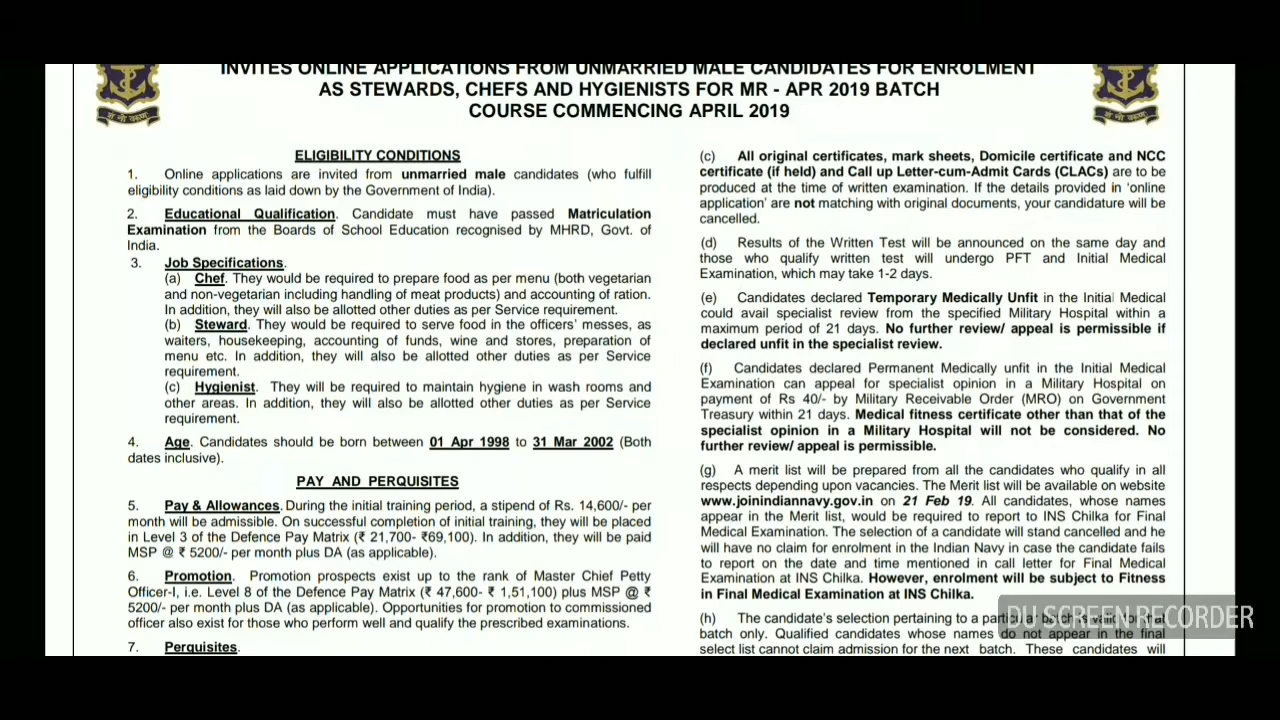 INVITES ONLINE APPLICATIONS FROM UNMARRIED MALE CANDIDATES FOR ENROLMENT
AS STEWARDS, CHEFS AND HYGIENISTS FOR MR - APR 2019 BATCH
COURSE COMMENCING APRIL 2019
ELIGIBILITY CONDITIONS
1. Online applications are invited from unmarried male candidates (who fulfill
eligibility conditions as laid down by the Government of India).
2. Educational Qualification. Candidate must have passed Matriculation
Examination from the Boards of School Education recognised by MHRD, Govt. of
India.
3. Job Specifications.
(a) Chef. They would be required to prepare food as per menu (both vegetarian
and non-vegetarian including handling of meat products) and accounting of ration.
In addition, they will also be allotted other duties as per Service requirement.
(b) Steward. They would be required to serve food in the officers' messes, as
waiters, housekeeping, accounting of funds, wine and stores, preparation of
menu etc. In addition, they will also be allotted other duties as per Service
requirement.
(c) Hygienist. They will be required to maintain hygiene in wash rooms and
other areas. In addition, they will also be allotted other duties as per Service
requirement.
4. Age. Candidates should be born between 01 Apr 1998 to 31 Mar 2002 (Both
dates inclusive).
PAY AND PERQUISITES
5. Pay & Allowances. During the initial training period, a stipend of Rs. 14,600/- per
month will be admissible. On successful completion of initial training, they will be placed
in Level 3 of the Defence Pay Matrix (₹ 21,700- ₹69,100). In addition, they will be paid
MSP @ ₹ 5200/- per month plus DA (as applicable).
6. Promotion. Promotion prospects exist up to the rank of Master Chief Petty
Officer-I, i.e. Level 8 of the Defence Pay Matrix (₹ 47,600- ₹ 1,51,100) plus MSP @ ₹
5200/- per month plus DA (as applicable). Opportunities for promotion to commissioned
officer also exist for those who perform well and qualify the prescribed examinations.
7. Perquisites.
(c) All original certificates, mark sheets, Domicile certificate and NCC
certificate (if held) and Call up Letter-cum-Admit Cards (CLACs) are to be
produced at the time of written examination. If the details provided in 'online
application' are not matching with original documents, your candidature will be
cancelled.
(d) Results of the Written Test will be announced on the same day and
those who qualify written test will undergo PFT and Initial Medical
Examination, which may take 1-2 days.
(e) Candidates declared Temporary Medically Unfit in the Initial Medical
could avail specialist review from the specified Military Hospital within a
maximum period of 21 days. No further review/ appeal is permissible if
declared unfit in the specialist review.
(f) Candidates declared Permanent Medically unfit in the Initial Medical
Examination can appeal for specialist opinion in a Military Hospital on
payment of Rs 40/- by Military Receivable Order (MRO) on Government
Treasury within 21 days. Medical fitness certificate other than that of the
specialist opinion in a Military Hospital will not be considered. No
further review/ appeal is permissible.
(g) A merit list will be prepared from all the candidates who qualify in all
respects depending upon vacancies. The Merit list will be available on website
www.joinindiannavy.gov.in on 21 Feb 19. All candidates, whose names
appear in the Merit list, would be required to report to INS Chilka for Final
Medical Examination. The selection of a candidate will stand cancelled and he
will have no claim for enrolment in the Indian Navy in case the candidate fails
to report on the date and time mentioned in call letter for Final Medical
Examination at INS Chilka. However, enrolment will be subject to Fitness
in Final Medical Examination at INS Chilka.
(h) The candidate's selection pertaining to a particular batch is valid for that
batch only. Qualified candidates whose names do not appear in the final
select list cannot claim admission for the next batch. These candidates will
DU SCREEN RECORDER